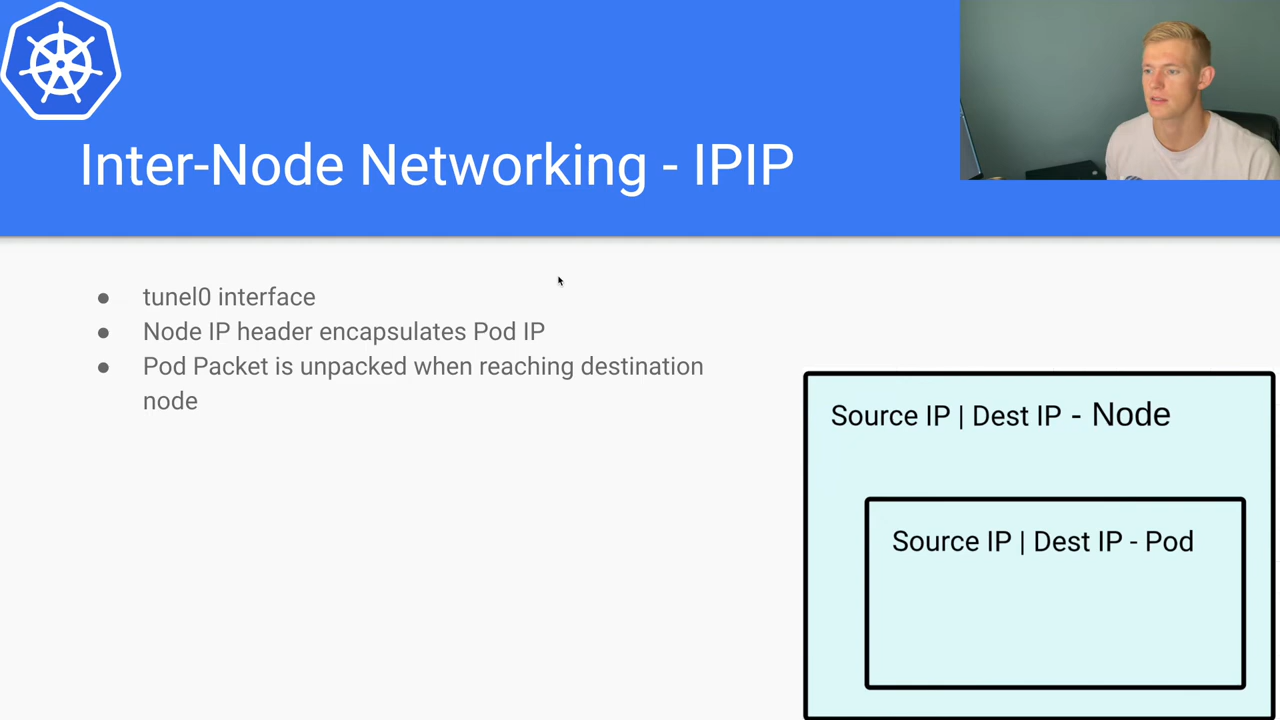 Inter-Node Networking - IPIP
● tunel0 interface
● Node IP header encapsulates Pod IP
● Pod Packet is unpacked when reaching destination
node
Source IP | Dest IP - Node
Source IP | Dest IP - Pod